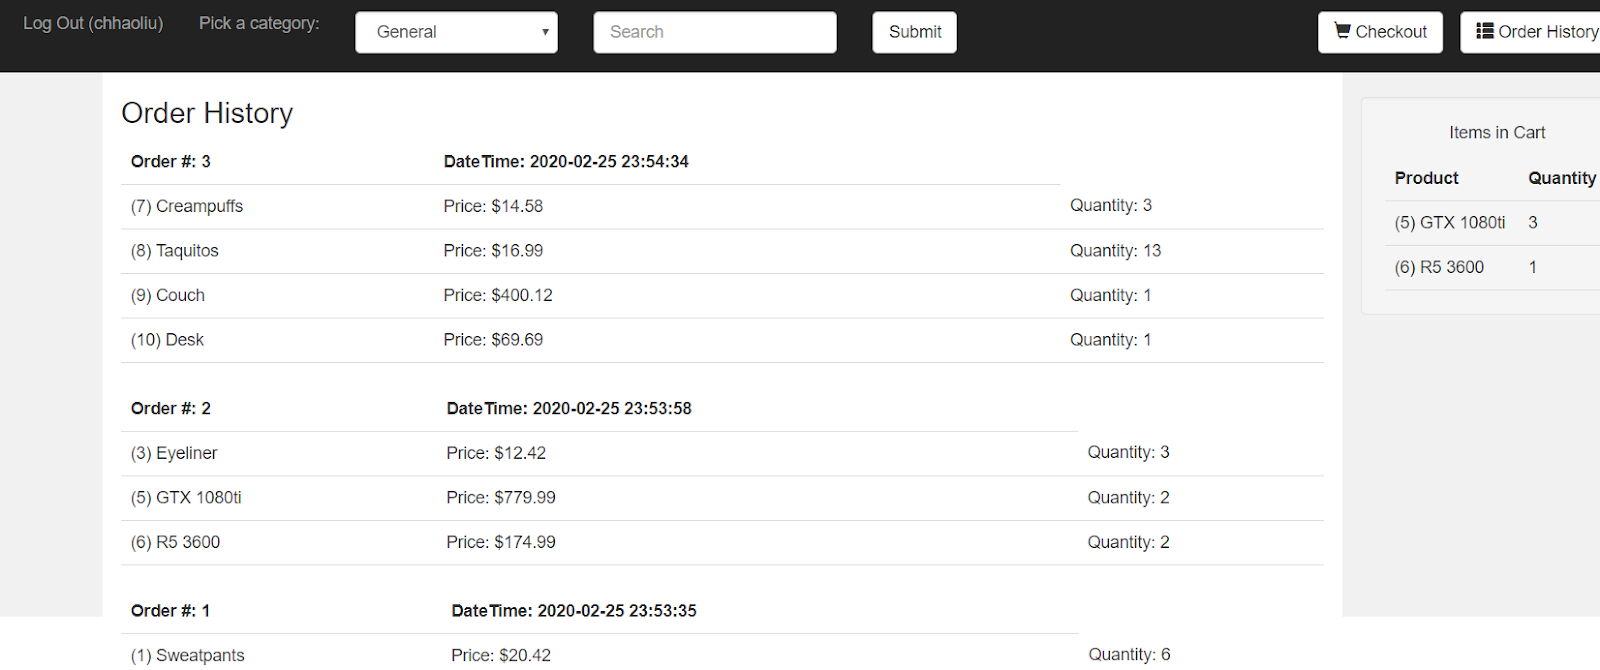 Log Out (chhaoliu) Pick a category: General Search Submit Checkout Order History
Order History
Order #: 3 DateTime: 2020-02-25 23:54:34
(7) Creampuffs Price: $14.58 Quantity: 3
(8) Taquitos Price: $16.99 Quantity: 13
(9) Couch Price: $400.12 Quantity: 1
(10) Desk Price: $69.69 Quantity: 1
Order #: 2 DateTime: 2020-02-25 23:53:58
(3) Eyeliner Price: $12.42 Quantity: 3
(5) GTX 1080ti Price: $779.99 Quantity: 2
(6) R5 3600 Price: $174.99 Quantity: 2
Order #: 1 DateTime: 2020-02-25 23:53:35
(1) Sweatpants Price: $20.42 Quantity: 6
Items in Cart
Product Quantity
(5) GTX 1080ti 3
(6) R5 3600 1